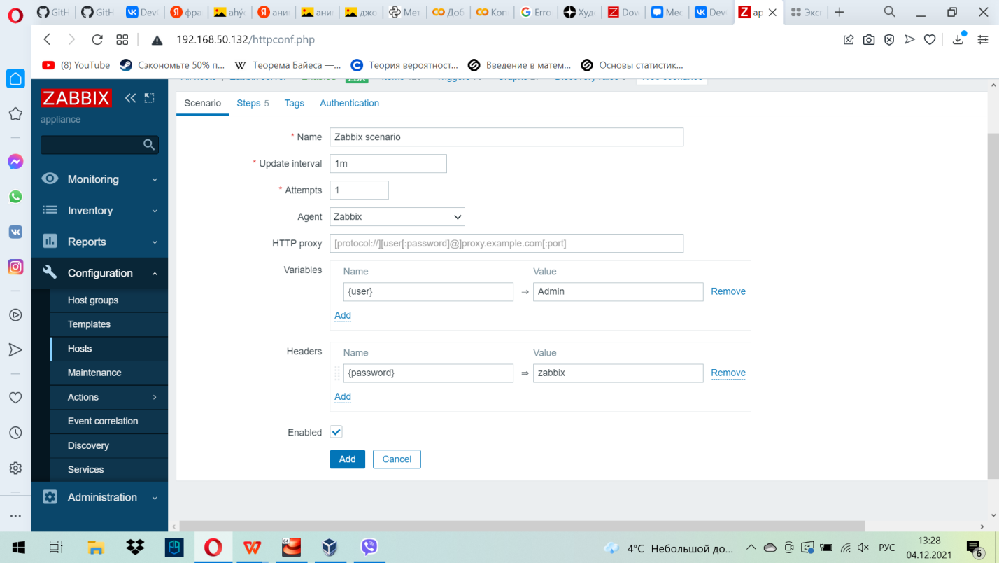 GitH
GitH
Dev
фра
ани
ани
джо
Мет
Доб
Коп
Erro
Худ
Dov
Мес
Dev
ар
Экс
192.168.50.132/httpconf.php
(8) YouTube
Сэкономьте 50% п...
Теорема Байеса —...
Теория вероятност...
Введение в матем...
Основы статистик...
ZABBIX
appliance
Scenario Steps 5 Tags Authentication
* Name Zabbix scenario
* Update interval 1m
* Attempts 1
Agent Zabbix
HTTP proxy [protocol://][user[:password]@]proxy.example.com[:port]
Variables Name Value
{user} ⇒ Admin Remove
Add
Headers Name Value
{password} ⇒ zabbix Remove
Add
Enabled
Add Cancel
Monitoring
Inventory
Reports
Configuration
Host groups
Templates
Hosts
Maintenance
Actions
Event correlation
Discovery
Services
Administration
4°C Небольшой до...
РУС
13:28
04.12.2021
6